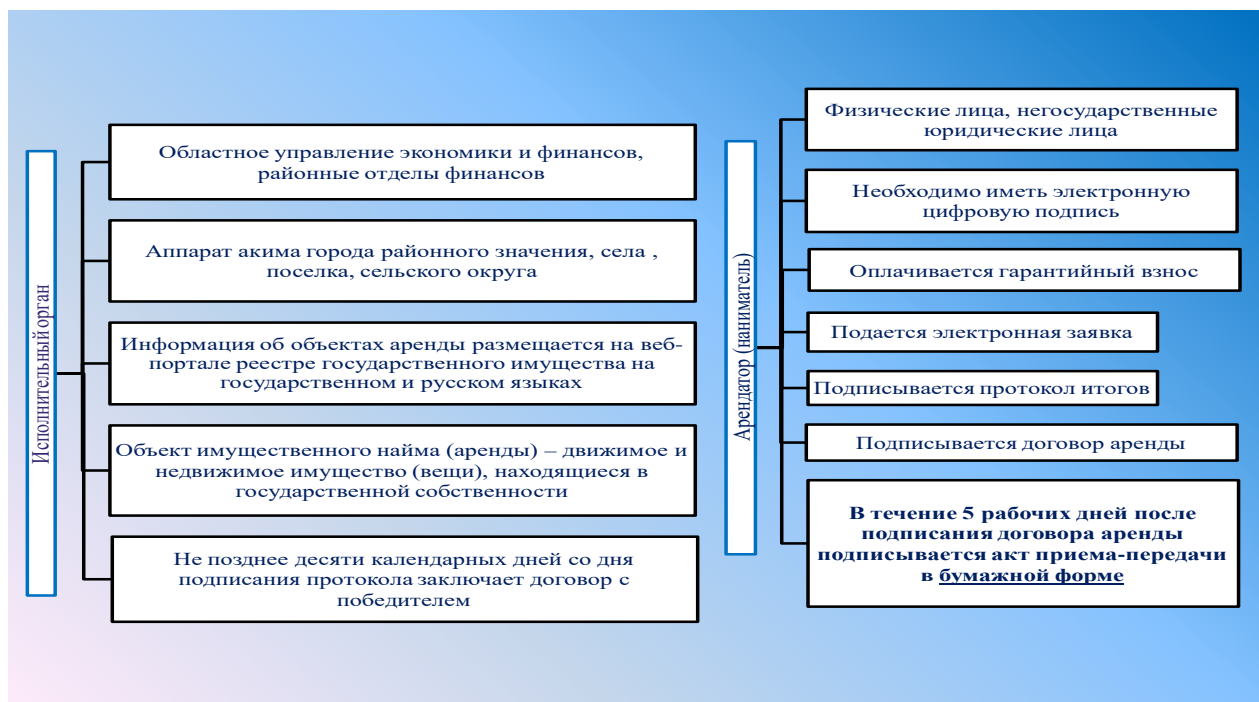 Исполнительный орган
Областное управление экономики и финансов,
районные отделы финансов
Аппарат акима города районного значения, села ,
поселка, сельского округа
Информация об объектах аренды размещается на веб-
портале реестре государственного имущества на
государственном и русском языках
Объект имущественного найма (аренды) – движимое и
недвижимое имущество (вещи), находящиеся в
государственной собственности
Не позднее десяти календарных дней со дня
подписания протокола заключает договор с
победителем
Арендатор (наниматель)
Физические лица, негосударственные
юридические лица
Необходимо иметь электронную
цифровую подпись
Оплачивается гарантийный взнос
Подается электронная заявка
Подписывается протокол итогов
Подписывается договор аренды
В течение 5 рабочих дней после
подписания договора аренды
подписывается акт приема-передачи
в бумажной форме